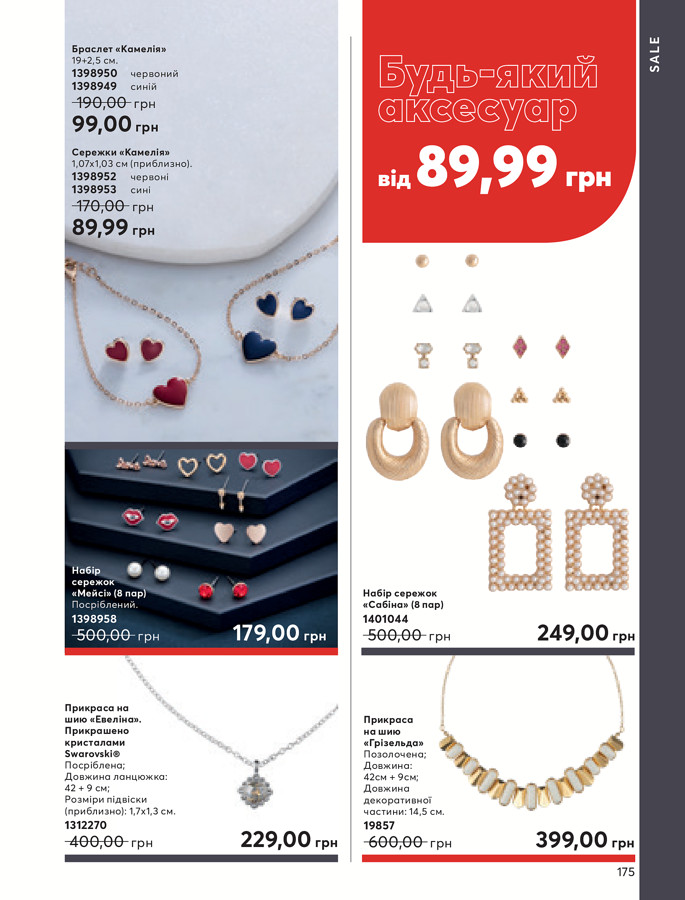 Браслет «Камелія»
19+2,5 см.
1398950 червоний
1398949 синій
190,00 грн
99,00 грн
Сережки «Камелія»
1,07х1,03 см (приблизно).
1398952 червоні
1398953 сині
170,00 грн
89,99 грн
Будь-який
аксесуар
від 89,99 грн
SALE
Набір
сережок
«Мейсі» (8 пар)
Посріблений.
1398958
500,00 грн
179,00 грн
Набір сережок
«Сабіна» (8 пар)
1401044
500,00 грн
249,00 грн
Прикраса на
шию «Евеліна».
Прикрашено
кристалами
Swarovski®
Посріблена;
Довжина ланцюжка:
42 + 9 см;
Розміри підвіски
(приблизно): 1,7х1,3 см.
1312270
400,00 грн
229,00 грн
Прикраса
на шию
«Грізельда»
Позолочена;
Довжина:
42см + 9см;
Довжина
декоративної
частини: 14,5 см.
19857
600,00 грн
399,00 грн
175